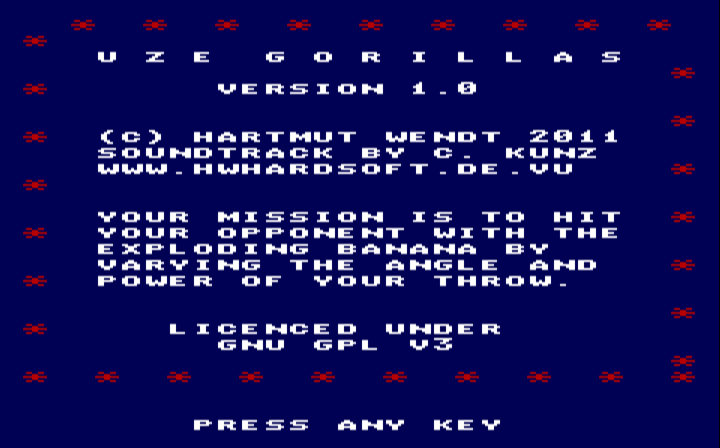 U Z E   G O R I L L A S
VERSION 1.0
(C) HARTMUT WENDT 2011
SOUNDTRACK BY C. KUNZ
WWW.HWHARDSOFT.DE.VU
YOUR MISSION IS TO HIT
YOUR OPPONENT WITH THE
EXPLODING BANANA BY
VARYING THE ANGLE AND
POWER OF YOUR THROW.
LICENCED UNDER
GNU GPL V3
PRESS ANY KEY